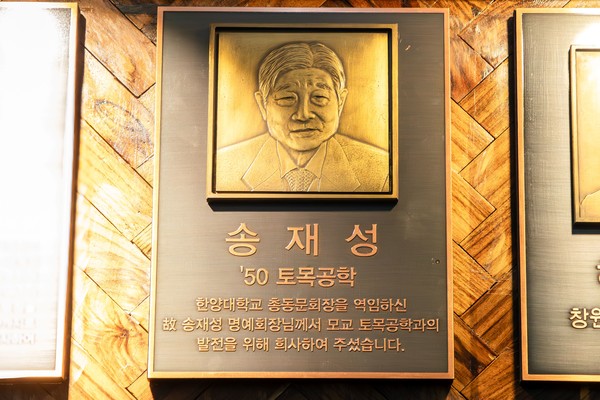 송재성
'50 토목공학
한양대학교 총동문회장을 역임하신
故 송재성 명예회장님께서 모교 토목공학과의
발전을 위해 희사하여 주셨습니다.
창원